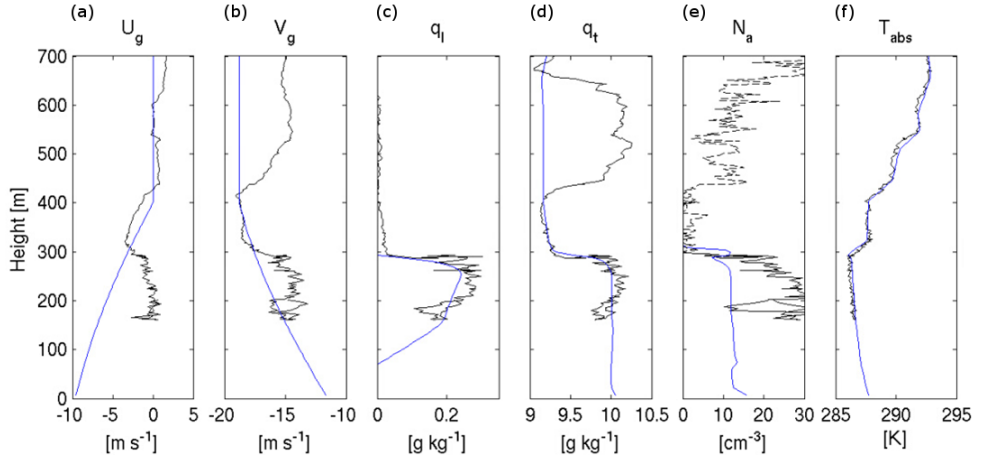 (a) (b) (c) (d) (e) (f)
U_g V_g q_l q_t N_a T_abs
700
600
500
400
300
200
100
0
Height [m]
-10 -5 0 5 -20 -15 -10 0 0.2 9 9.5 10 10.5 0 10 20 30 285 290 295
[m s^-1] [m s^-1] [g kg^-1] [g kg^-1] [cm^-3] [K]